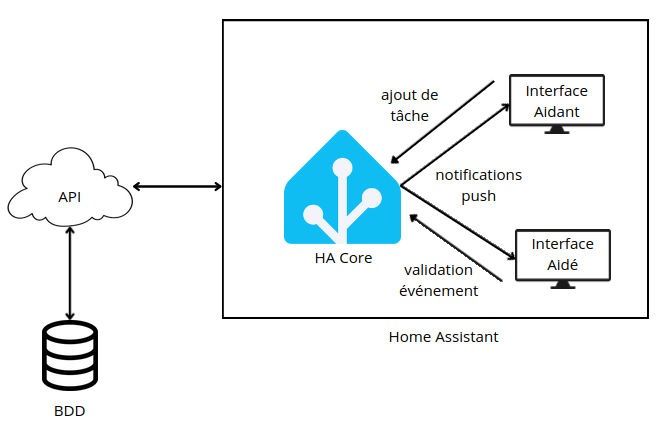 Interface
Aidant
ajout de
tâche
notifications
push
API
Interface
Aidé
HA Core
validation
événement
Home Assistant
BDD